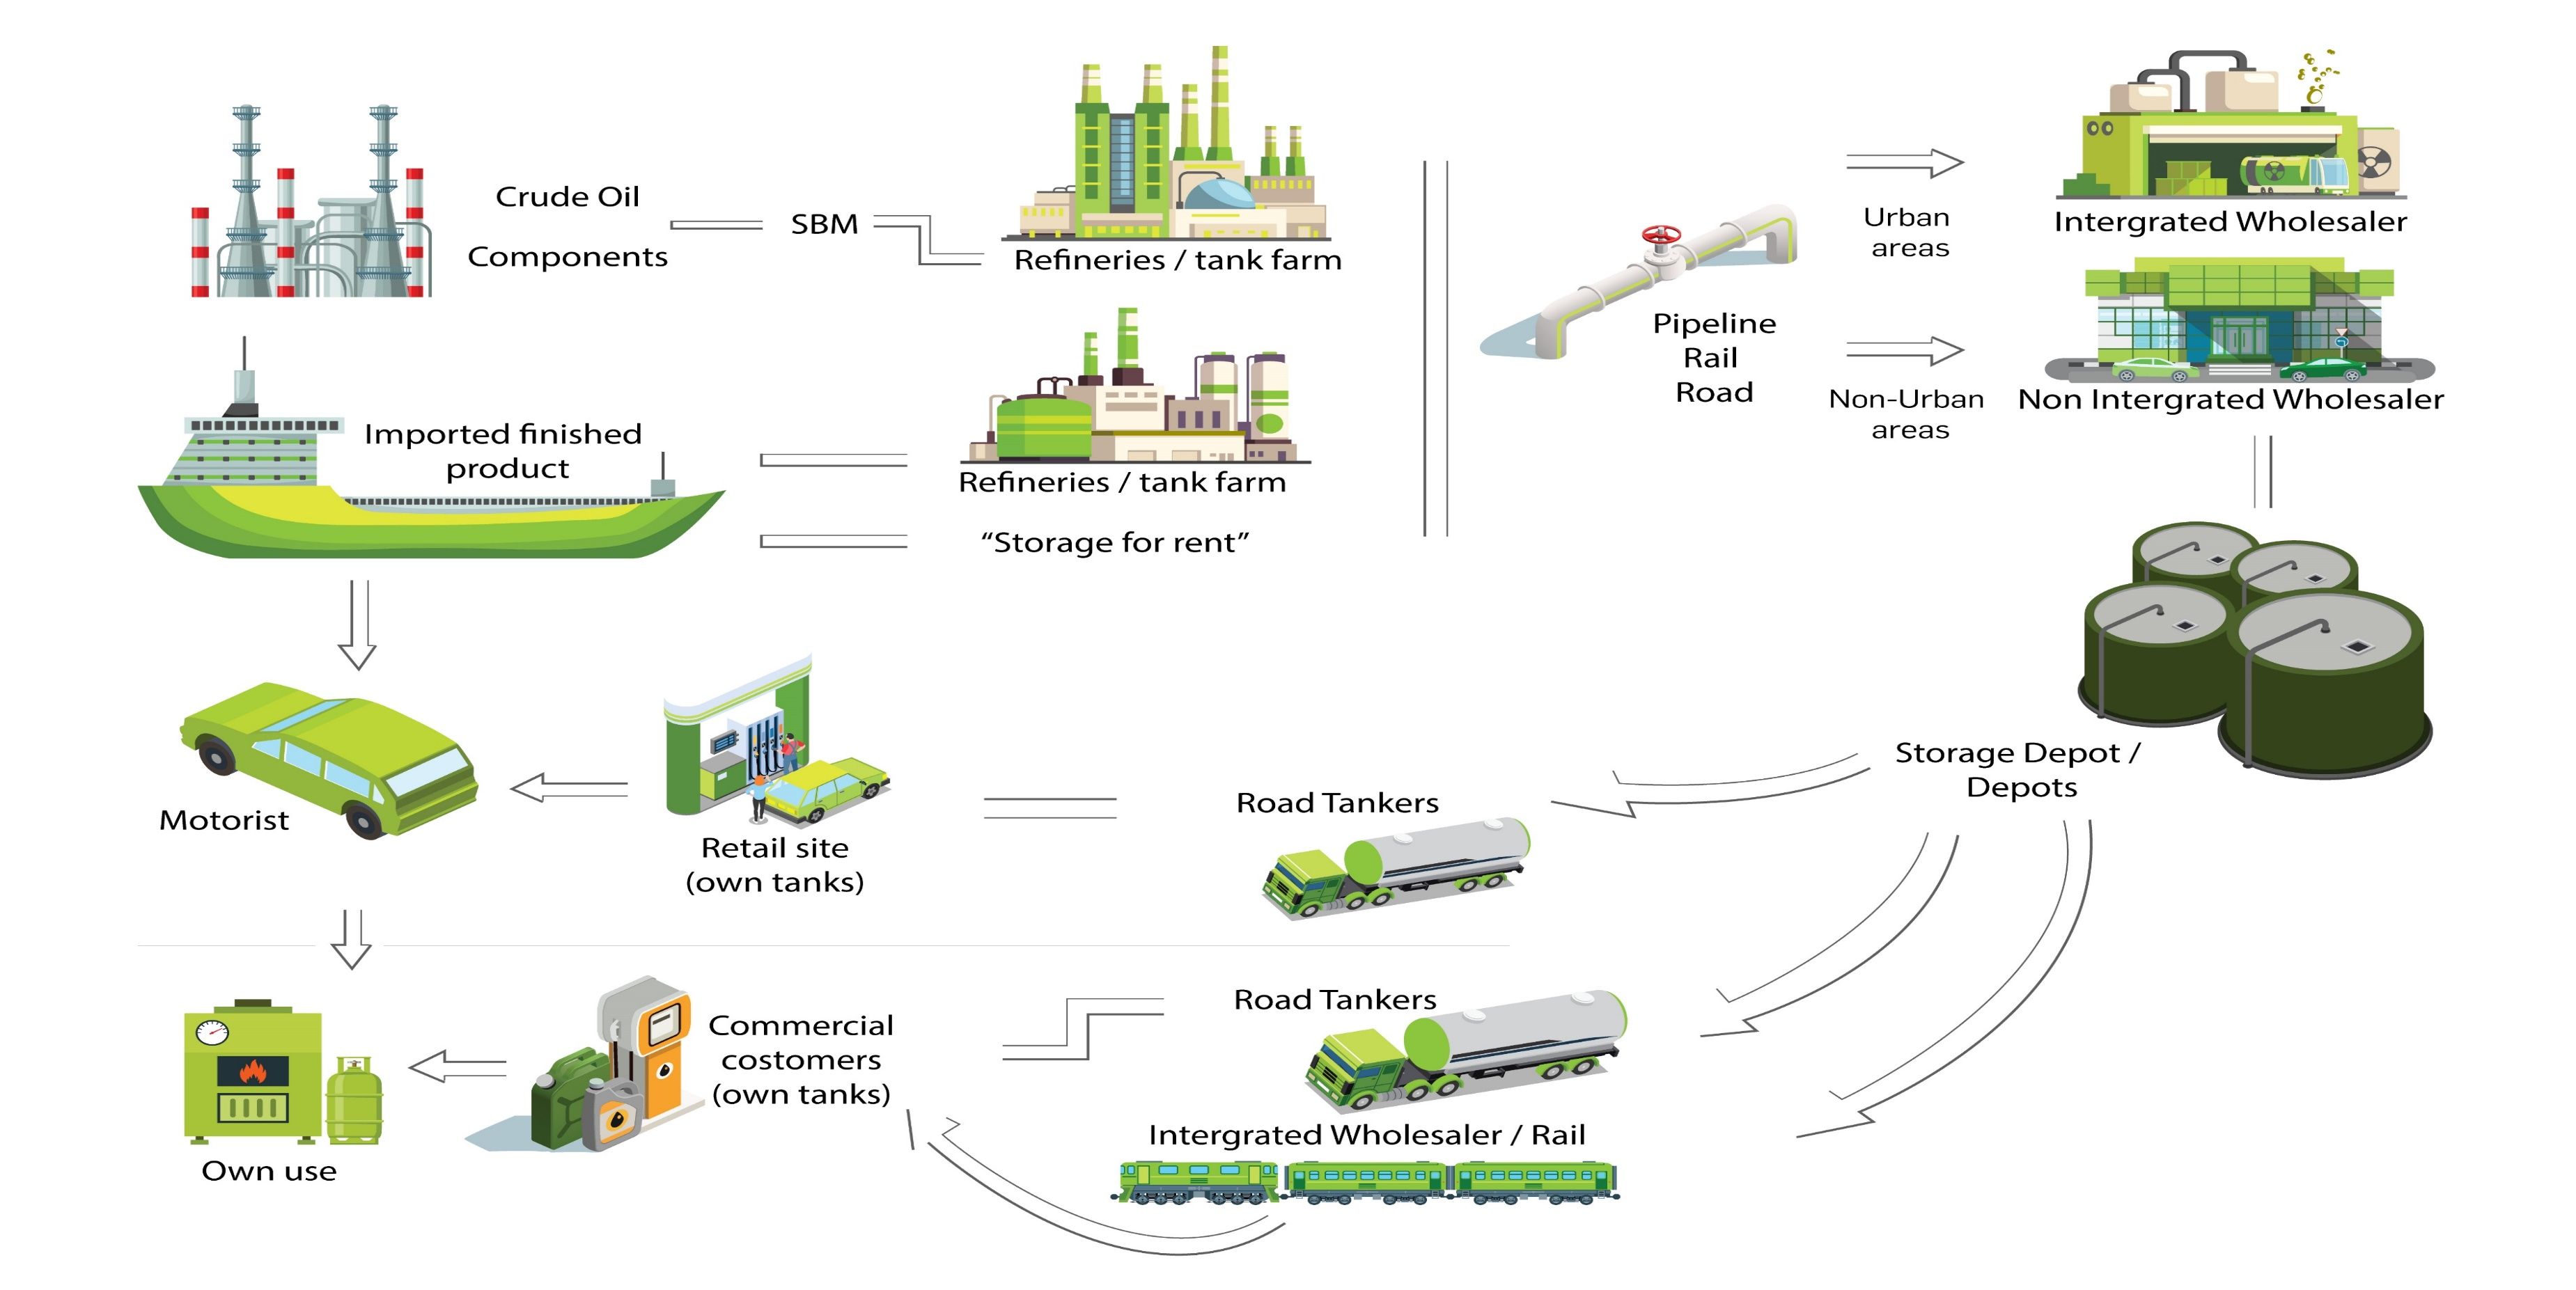 Crude Oil
Components
SBM
Refineries / tank farm
Imported finished
product
Refineries / tank farm
“Storage for rent”
Pipeline
Rail
Road
Urban
areas
Non-Urban
areas
Intergrated Wholesaler
Non Intergrated Wholesaler
Storage Depot /
Depots
Road Tankers
Retail site
(own tanks)
Motorist
Road Tankers
Intergrated Wholesaler / Rail
Commercial
costomers
(own tanks)
Own use